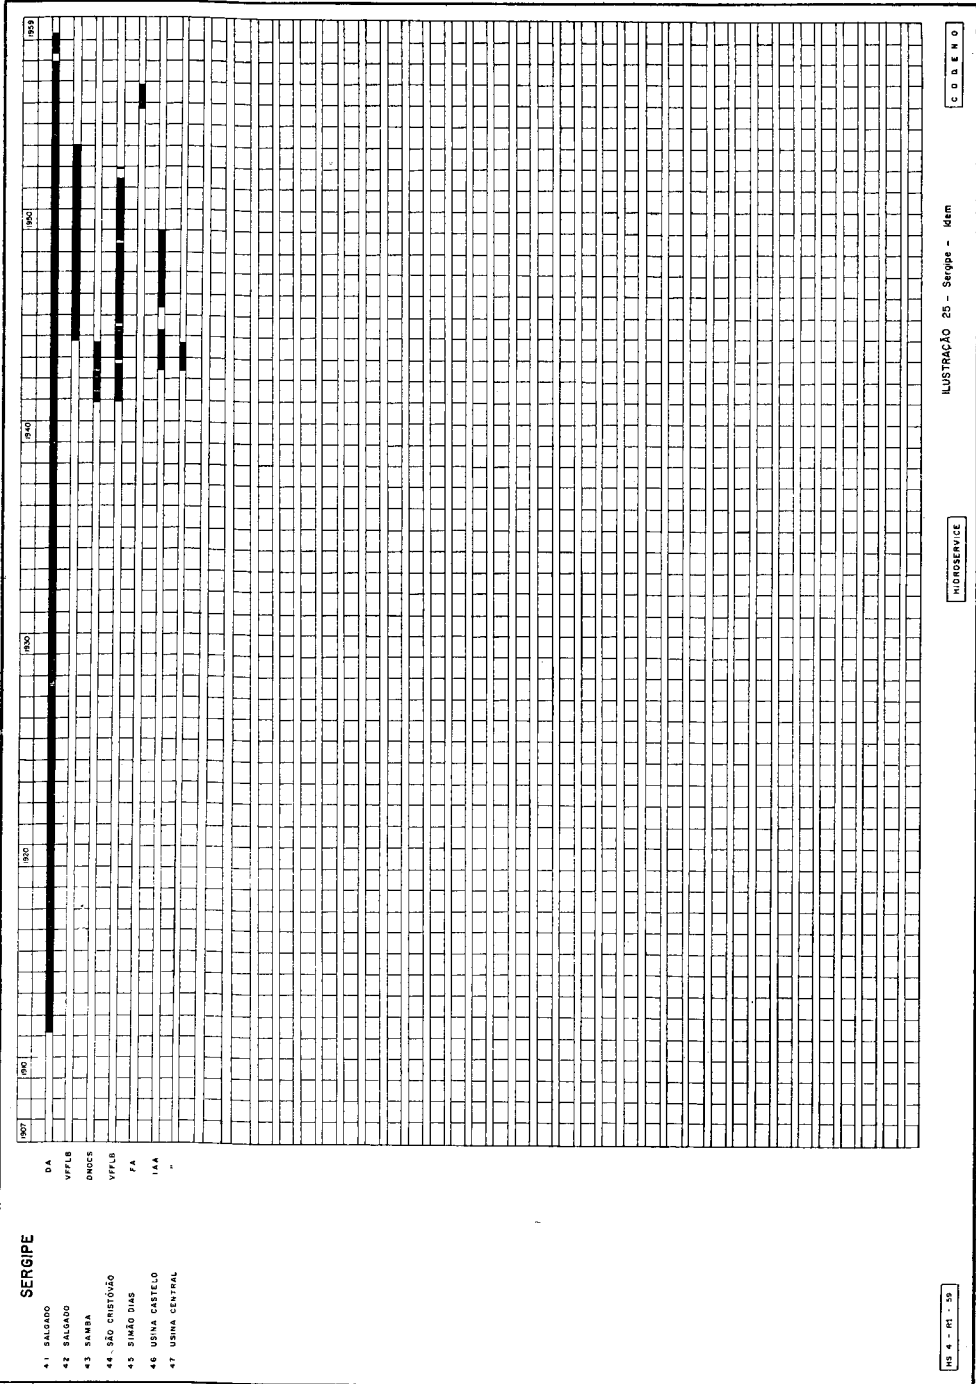 SERGIPE
1907 1910 1920 1930 1940 1950 1959
41 SALGADO DA
42 SALGADO VFFLB
43 SAMBA DNOCS
44 SÃO CRISTÓVÃO VFFLB
45 SIMÃO DIAS FA
46 USINA CASTELO IAA
47 USINA CENTRAL "
ILUSTRAÇÃO 25 - Sergipe - Idem
HS 4 - R1 - 59
HIDROSERVICE
CODENO